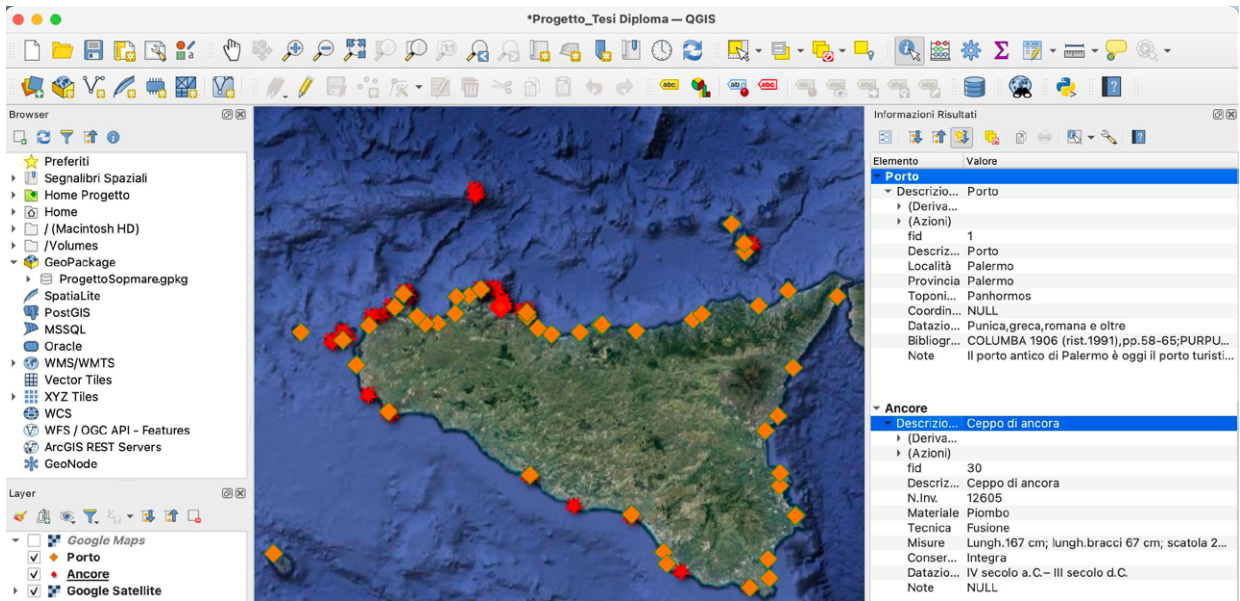 *Progetto_Tesi Diploma — QGIS
Browser
Preferiti
Segnalibri Spaziali
Home Progetto
Home
/ (Macintosh HD)
/Volumes
GeoPackage
ProgettoSopmare.gpkg
SpatiaLite
PostGIS
MSSQL
Oracle
WMS/WMTS
Vector Tiles
XYZ Tiles
WCS
WFS / OGC API - Features
ArcGIS REST Servers
GeoNode
Layer
Google Maps
Porto
Ancore
Google Satellite
Informazioni Risultati
Elemento Valore
Porto
Descrizio... Porto
(Deriva...
(Azioni)
fid 1
Descriz... Porto
Località Palermo
Provincia Palermo
Toponi... Panhormos
Coordin... NULL
Datazio... Punica,greca,romana e oltre
Bibliogr... COLUMBA 1906 (rist.1991),pp.58-65;PURPU...
Note Il porto antico di Palermo è oggi il porto turisti...
Ancore
Descrizio... Ceppo di ancora
(Deriva...
(Azioni)
fid 30
Descriz... Ceppo di ancora
N.Inv. 12605
Materiale Piombo
Tecnica Fusione
Misure Lungh.167 cm; lungh.bracci 67 cm; scatola 2...
Conser... Integra
Datazio... IV secolo a.C.– III secolo d.C.
Note NULL